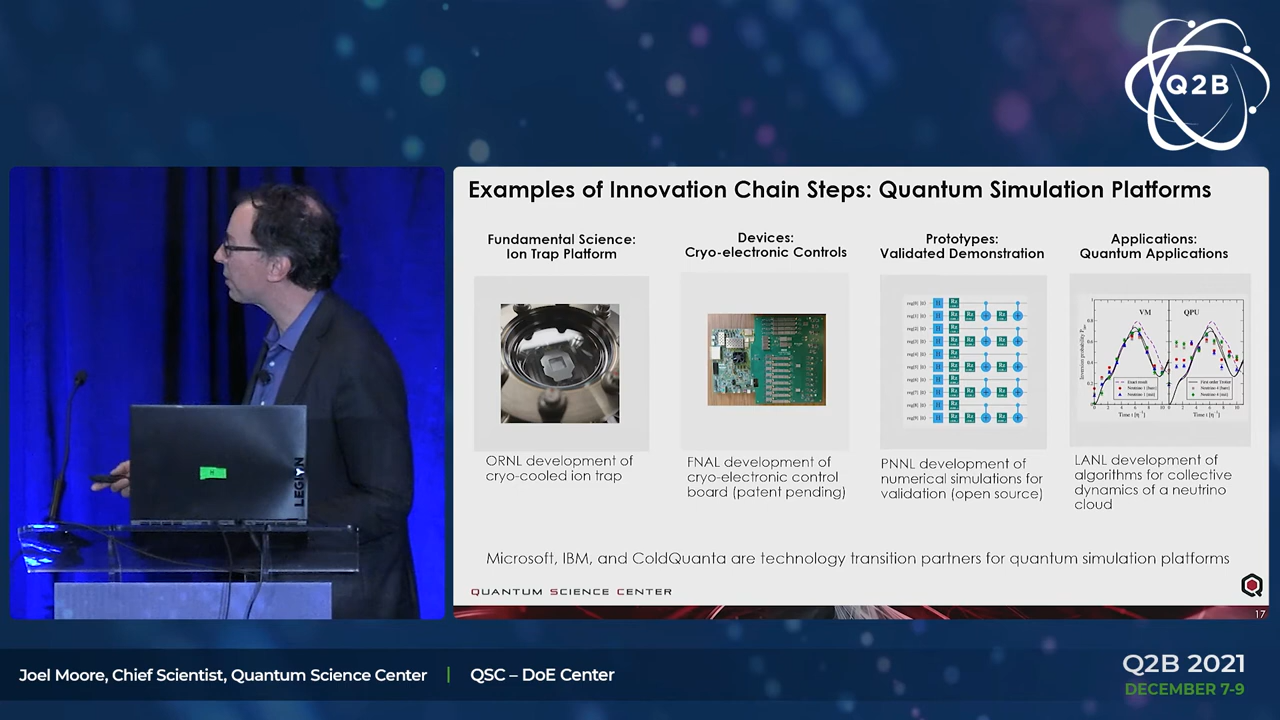 Q2B
Examples of Innovation Chain Steps: Quantum Simulation Platforms
Fundamental Science:
Ion Trap Platform
Devices:
Cryo-electronic Controls
Prototypes:
Validated Demonstration
Applications:
Quantum Applications
VM
QPU
Time t [η⁻¹]
Time t [η⁻¹]
ORNL development of
cryo-cooled ion trap
FNAL development of
cryo-electronic control
board (patent pending)
PNNL development of
numerical simulations for
validation (open source)
LANL development of
algorithms for collective
dynamics of a neutrino
cloud
Microsoft, IBM, and ColdQuanta are technology transition partners for quantum simulation platforms
QUANTUM SCIENCE CENTER
17
LEGION
Joel Moore, Chief Scientist, Quantum Science Center | QSC – DoE Center
Q2B 2021
DECEMBER 7-9